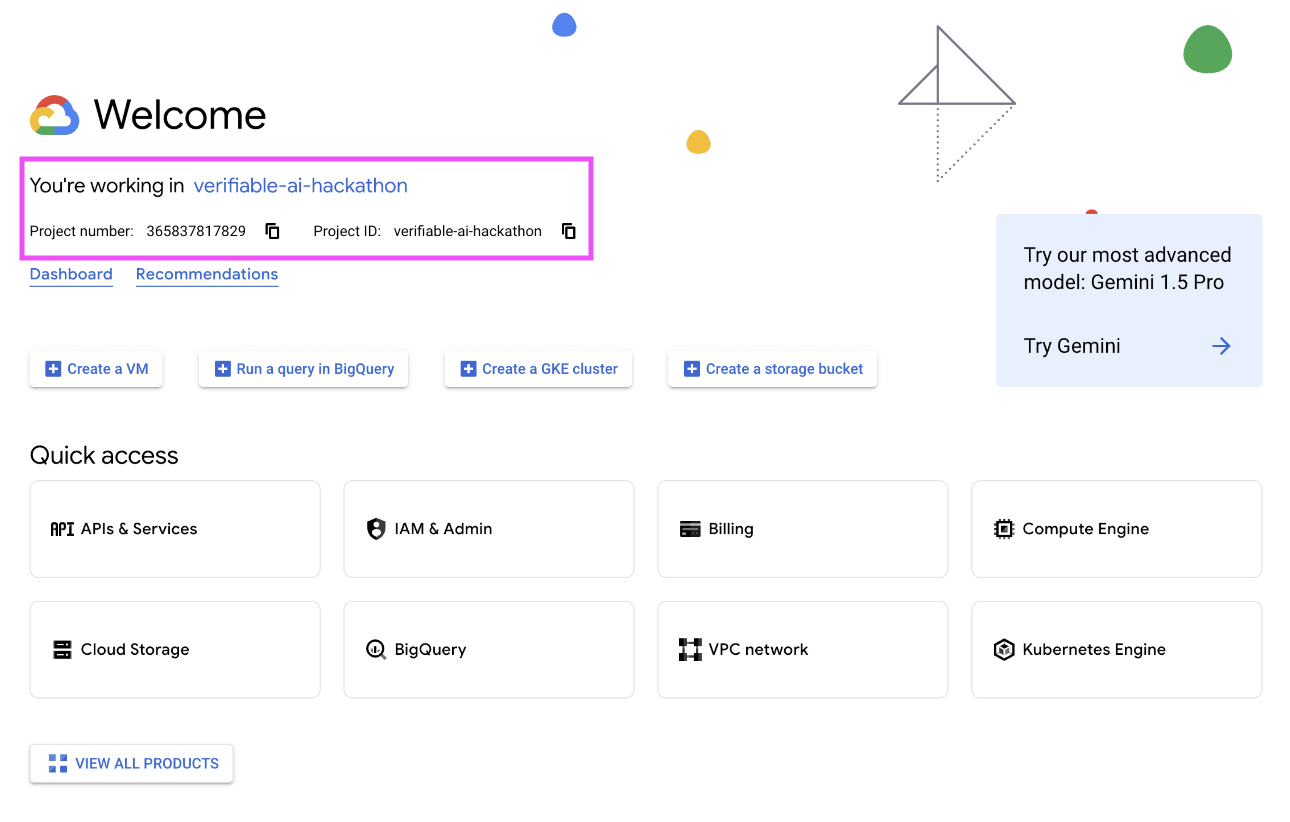 Welcome
You're working in verifiable-ai-hackathon
Project number: 365837817829 Project ID: verifiable-ai-hackathon
Dashboard Recommendations
Try our most advanced
model: Gemini 1.5 Pro
Try Gemini
Create a VM Run a query in BigQuery Create a GKE cluster Create a storage bucket
Quick access
API APIs & Services IAM & Admin Billing Compute Engine
Cloud Storage BigQuery VPC network Kubernetes Engine
VIEW ALL PRODUCTS